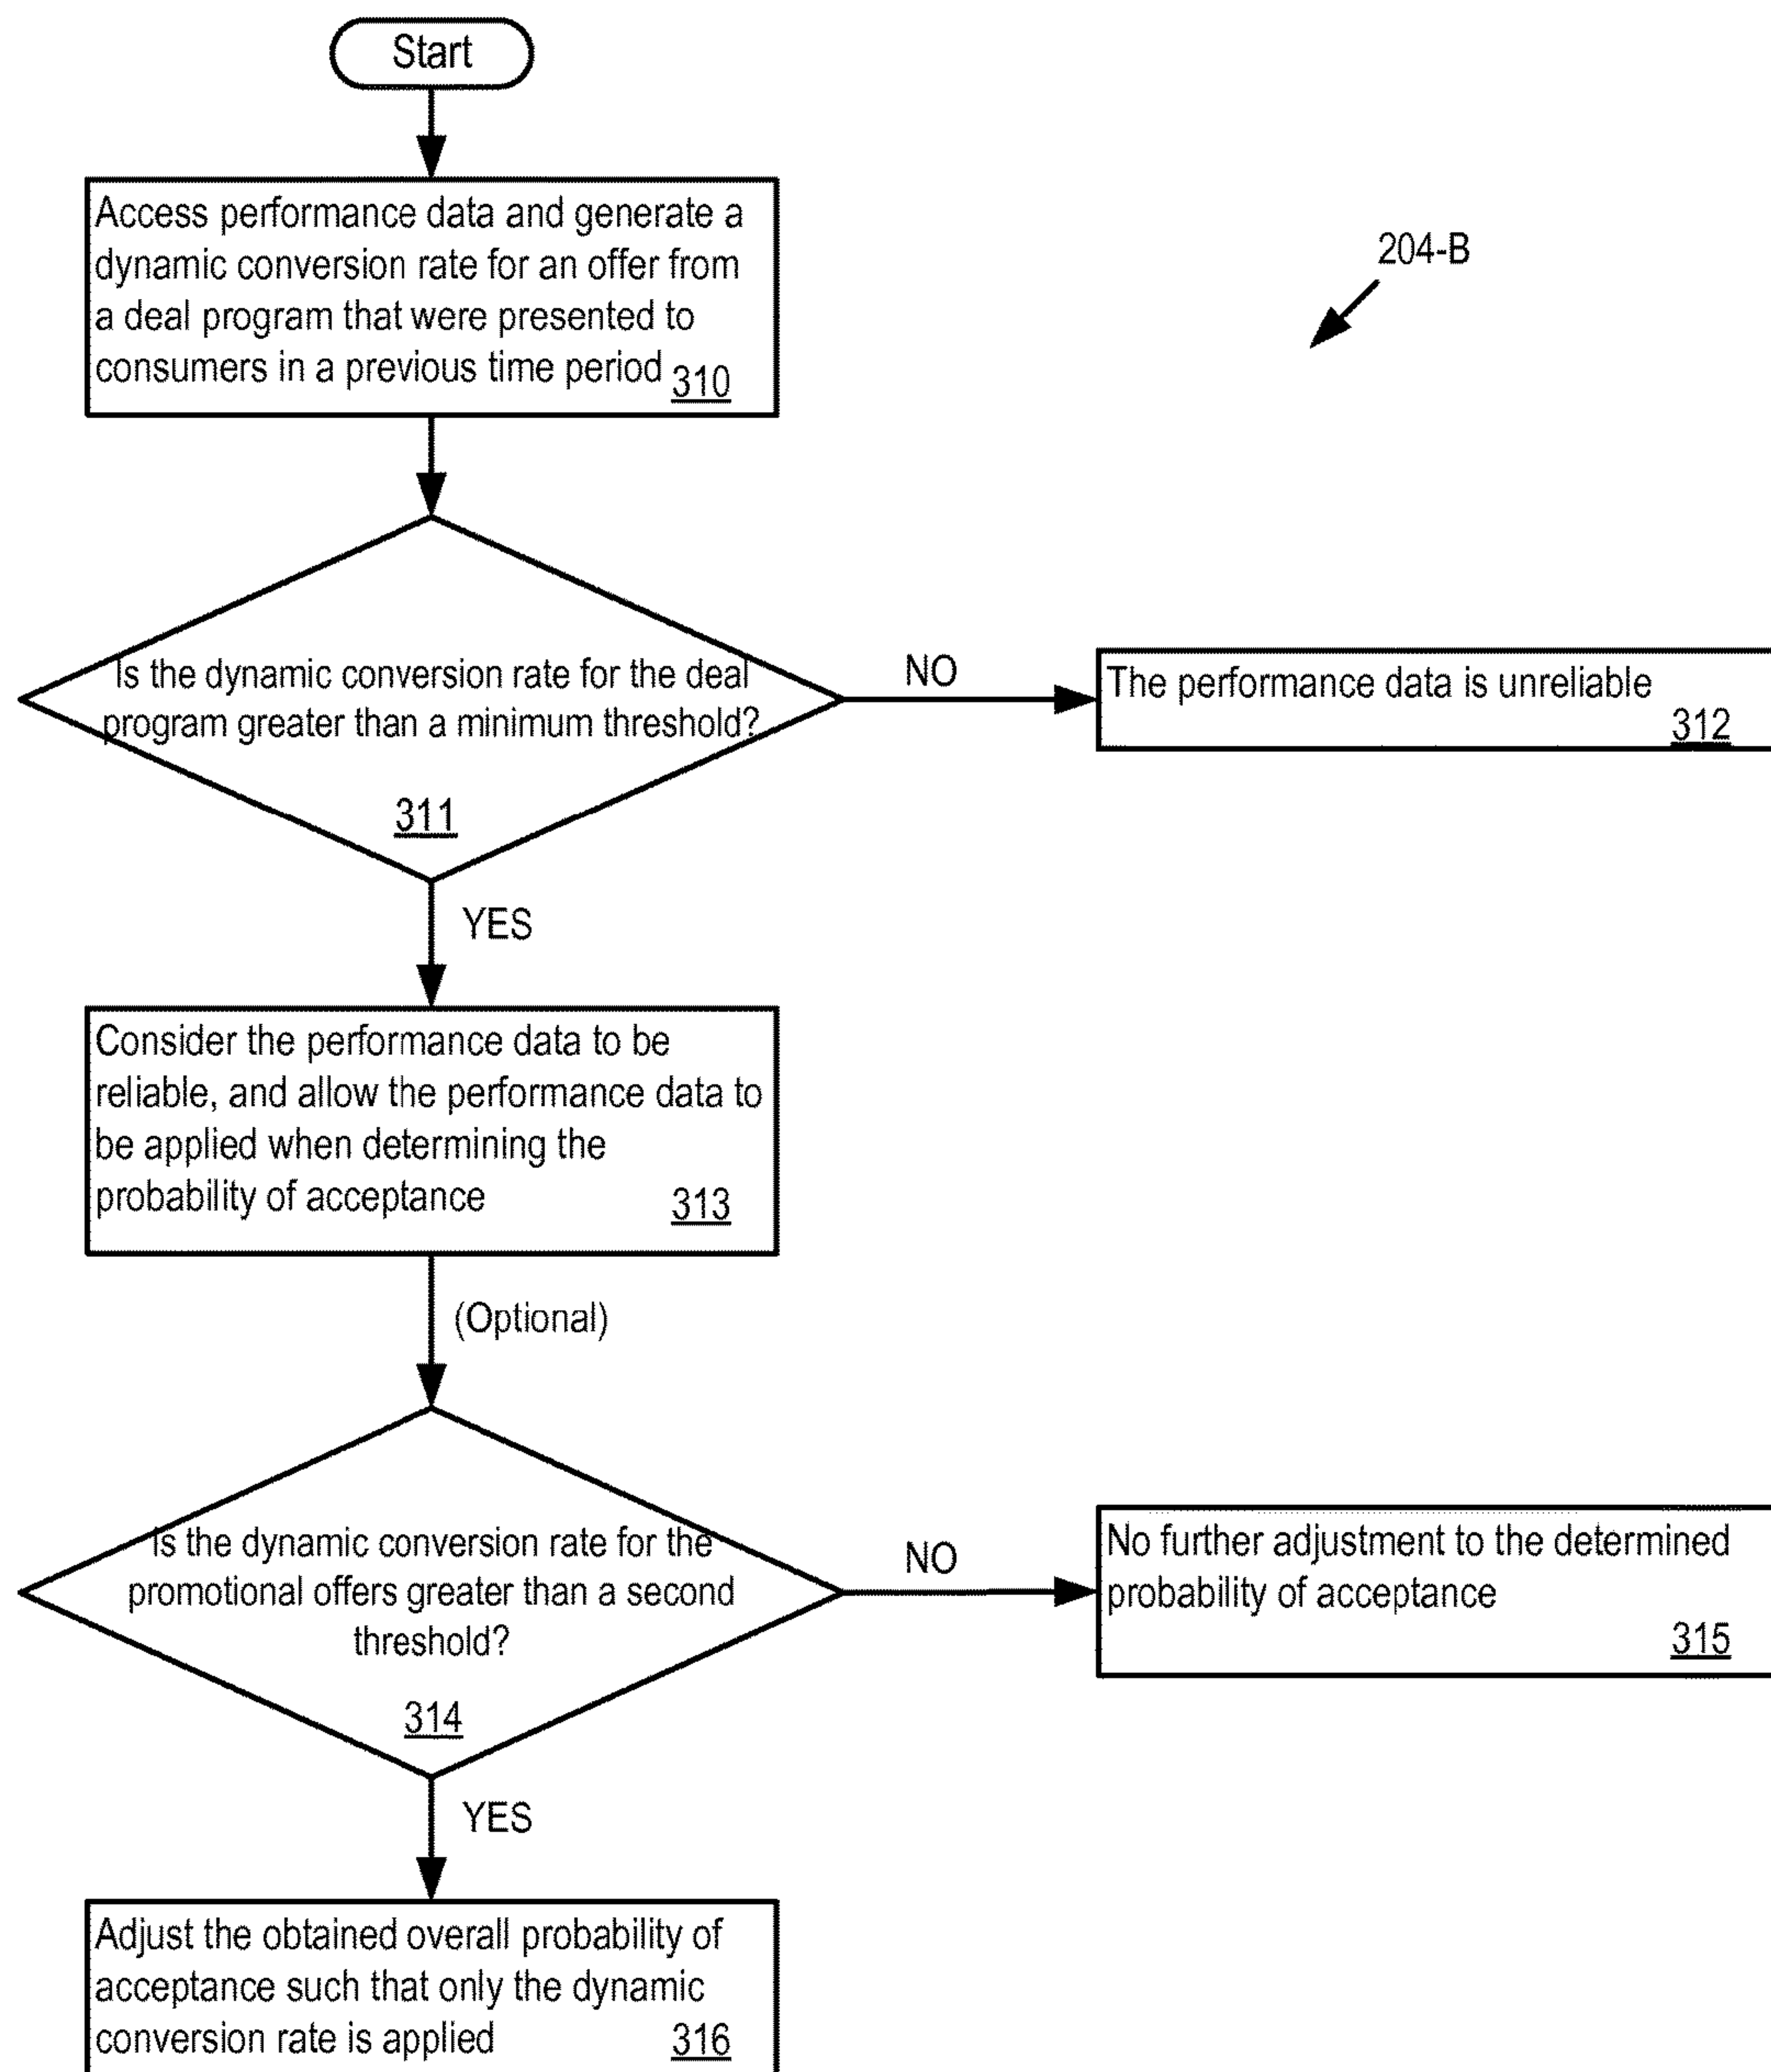 Start
Access performance data and generate a
dynamic conversion rate for an offer from
a deal program that were presented to
consumers in a previous time period 310
204-B
Is the dynamic conversion rate for the deal
program greater than a minimum threshold?
311
NO
The performance data is unreliable
312
YES
Consider the performance data to be
reliable, and allow the performance data to
be applied when determining the
probability of acceptance 313
(Optional)
Is the dynamic conversion rate for the
promotional offers greater than a second
threshold?
314
NO
No further adjustment to the determined
probability of acceptance
315
YES
Adjust the obtained overall probability of
acceptance such that only the dynamic
conversion rate is applied 316